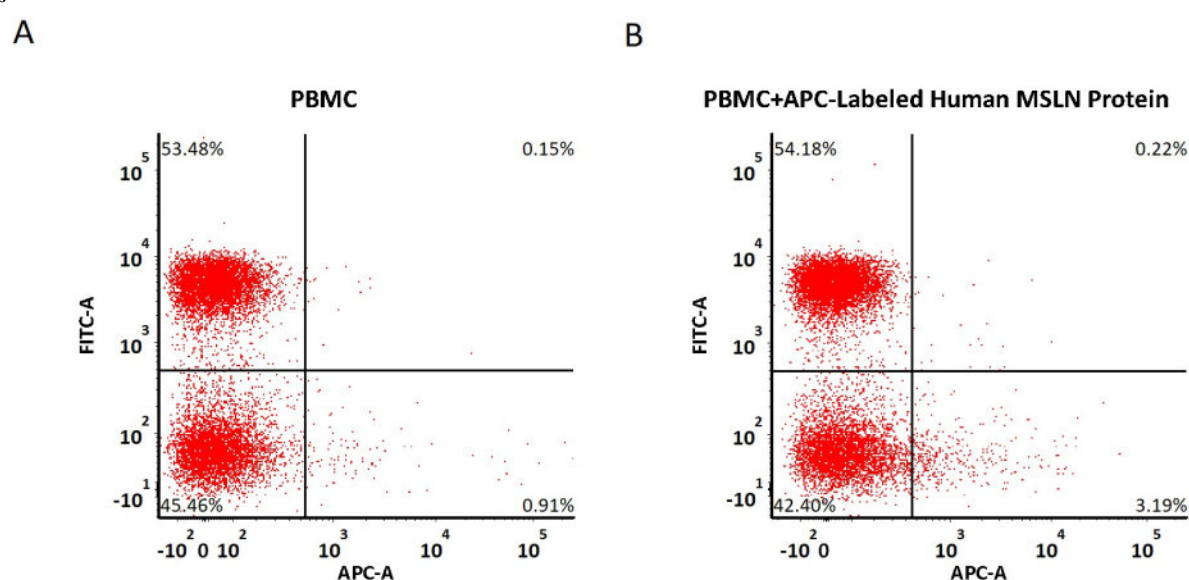 A
PBMC
53.48%
0.15%
10^5
10^4
10^3
10^2
-10^1
FITC-A
45.46%
0.91%
-10^2 0 10^2 10^3 10^4 10^5
APC-A
B
PBMC+APC-Labeled Human MSLN Protein
54.18%
0.22%
10^5
10^4
10^3
10^2
-10^1
FITC-A
42.40%
3.19%
-10^2 0 10^3 10^4 10^5
APC-A